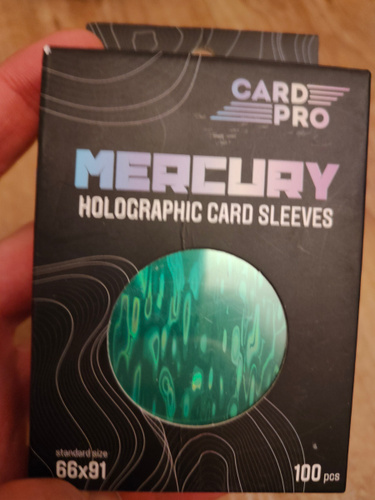 CARD
PRO
MERCURY
HOLOGRAPHIC CARD SLEEVES
standard size
66x91
100 pcs